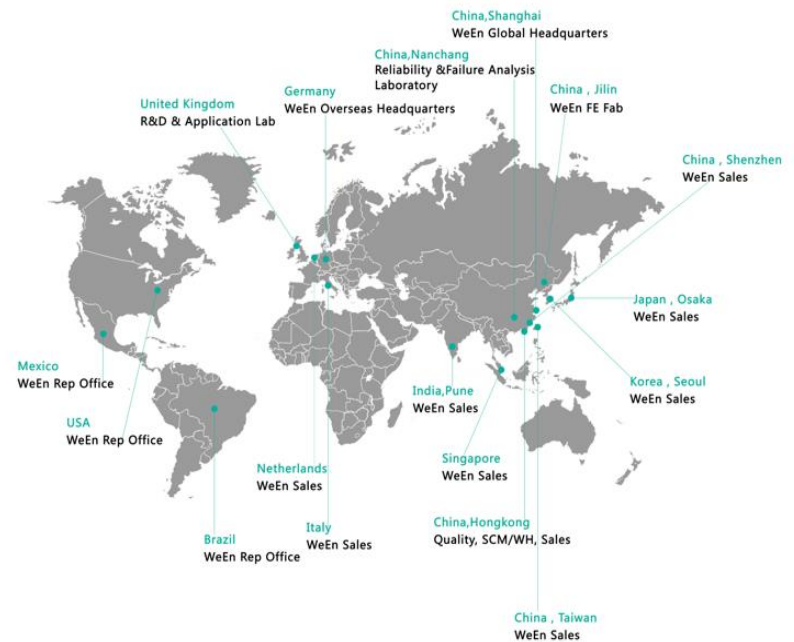 China,Shanghai
WeEn Global Headquarters
China,Nanchang
Reliability &Failure Analysis
Laboratory
Germany
WeEn Overseas Headquarters
China , Jilin
WeEn FE Fab
United Kingdom
R&D & Application Lab
China , Shenzhen
WeEn Sales
Japan , Osaka
WeEn Sales
Mexico
WeEn Rep Office
India,Pune
WeEn Sales
Korea , Seoul
WeEn Sales
USA
WeEn Rep Office
Netherlands
WeEn Sales
Singapore
WeEn Sales
Brazil
WeEn Rep Office
Italy
WeEn Sales
China,Hongkong
Quality, SCM/WH, Sales
China , Taiwan
WeEn Sales